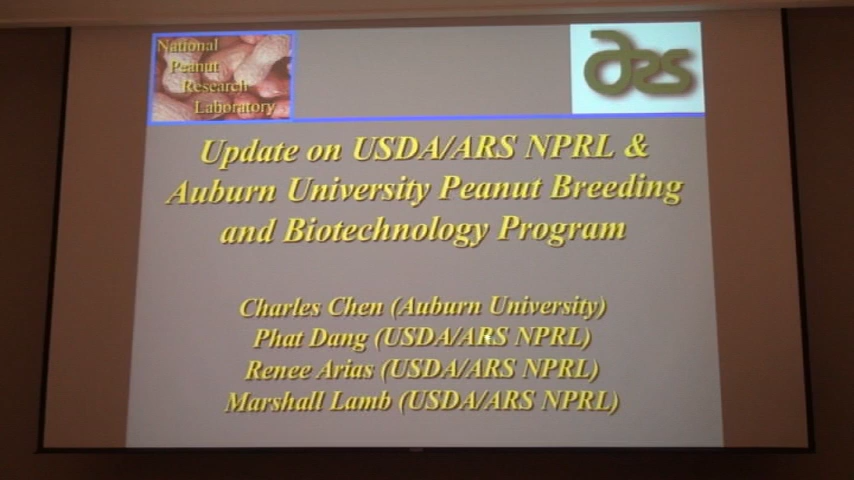 National
Peanut
Research
Laboratory
ars
Update on USDA/ARS NPRL &
Auburn University Peanut Breeding
and Biotechnology Program
Charles Chen (Auburn University)
Phat Dang (USDA/ARS NPRL)
Renee Arias (USDA/ARS NPRL)
Marshall Lamb (USDA/ARS NPRL)